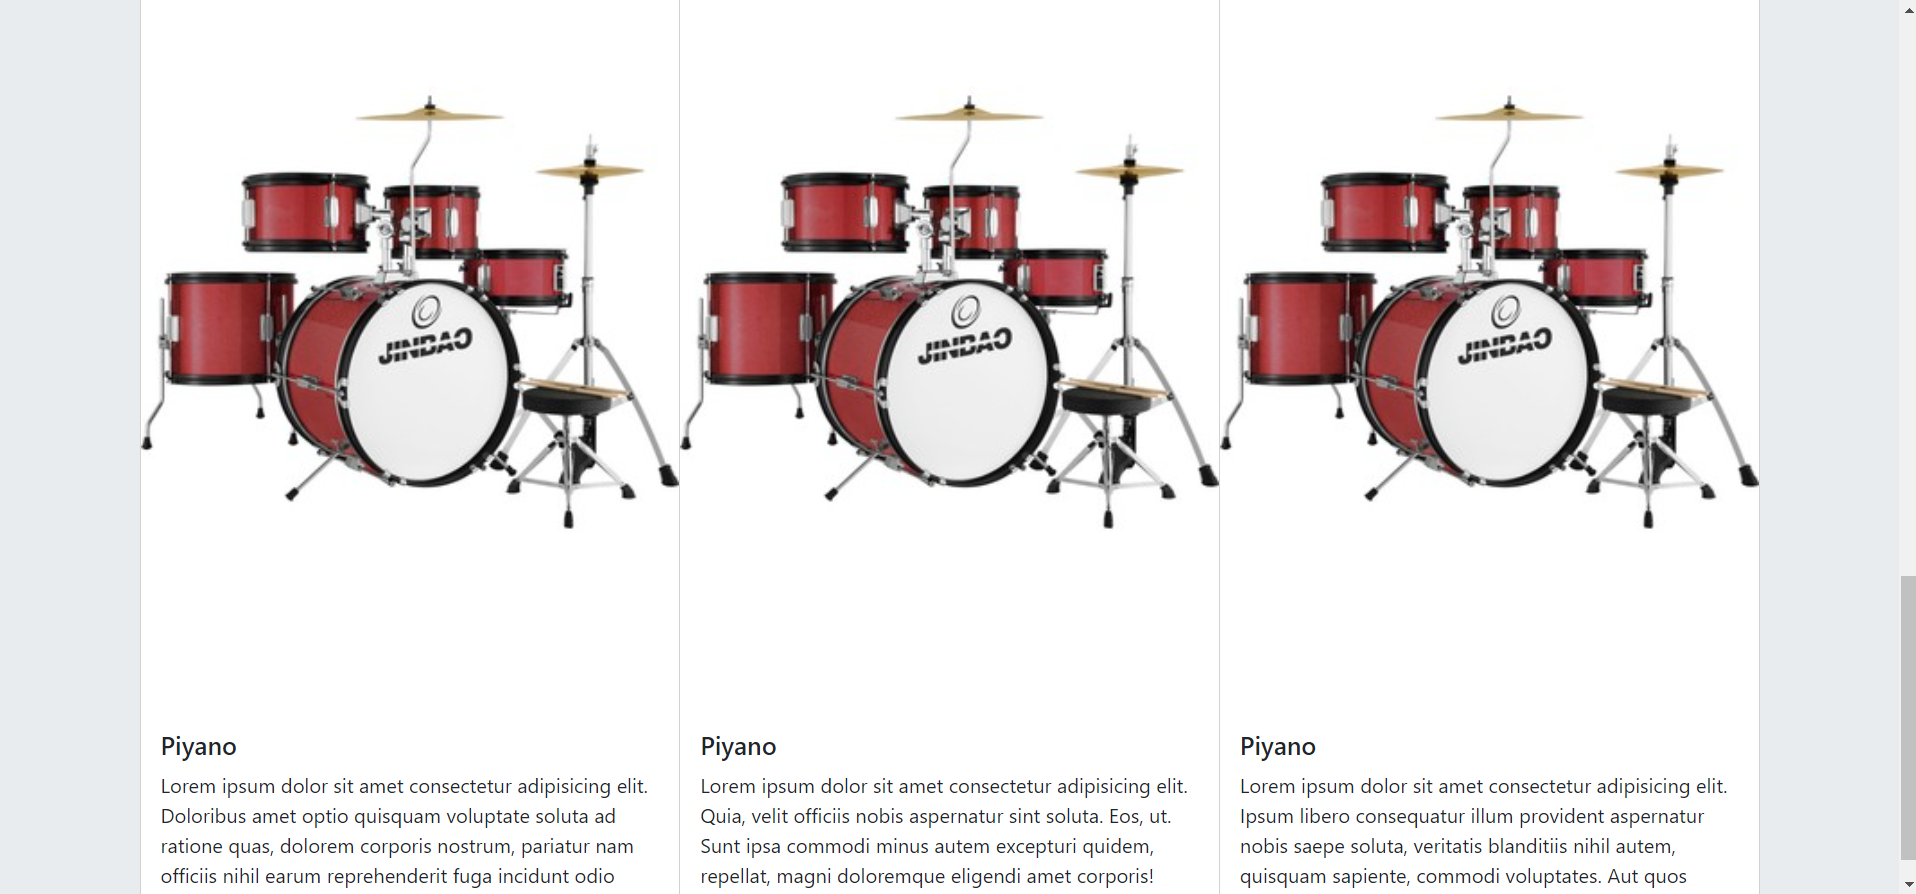 JINBAO
JINBAO
JINBAO
Piyano
Lorem ipsum dolor sit amet consectetur adipisicing elit.
Doloribus amet optio quisquam voluptate soluta ad
ratione quas, dolorem corporis nostrum, pariatur nam
officiis nihil earum reprehenderit fuga incidunt odio
Piyano
Lorem ipsum dolor sit amet consectetur adipisicing elit.
Quia, velit officiis nobis aspernatur sint soluta. Eos, ut.
Sunt ipsa commodi minus autem excepturi quidem,
repellat, magni doloremque eligendi amet corporis!
Piyano
Lorem ipsum dolor sit amet consectetur adipisicing elit.
Ipsum libero consequatur illum provident aspernatur
nobis saepe soluta, veritatis blanditiis nihil autem,
quisquam sapiente, commodi voluptates. Aut quos